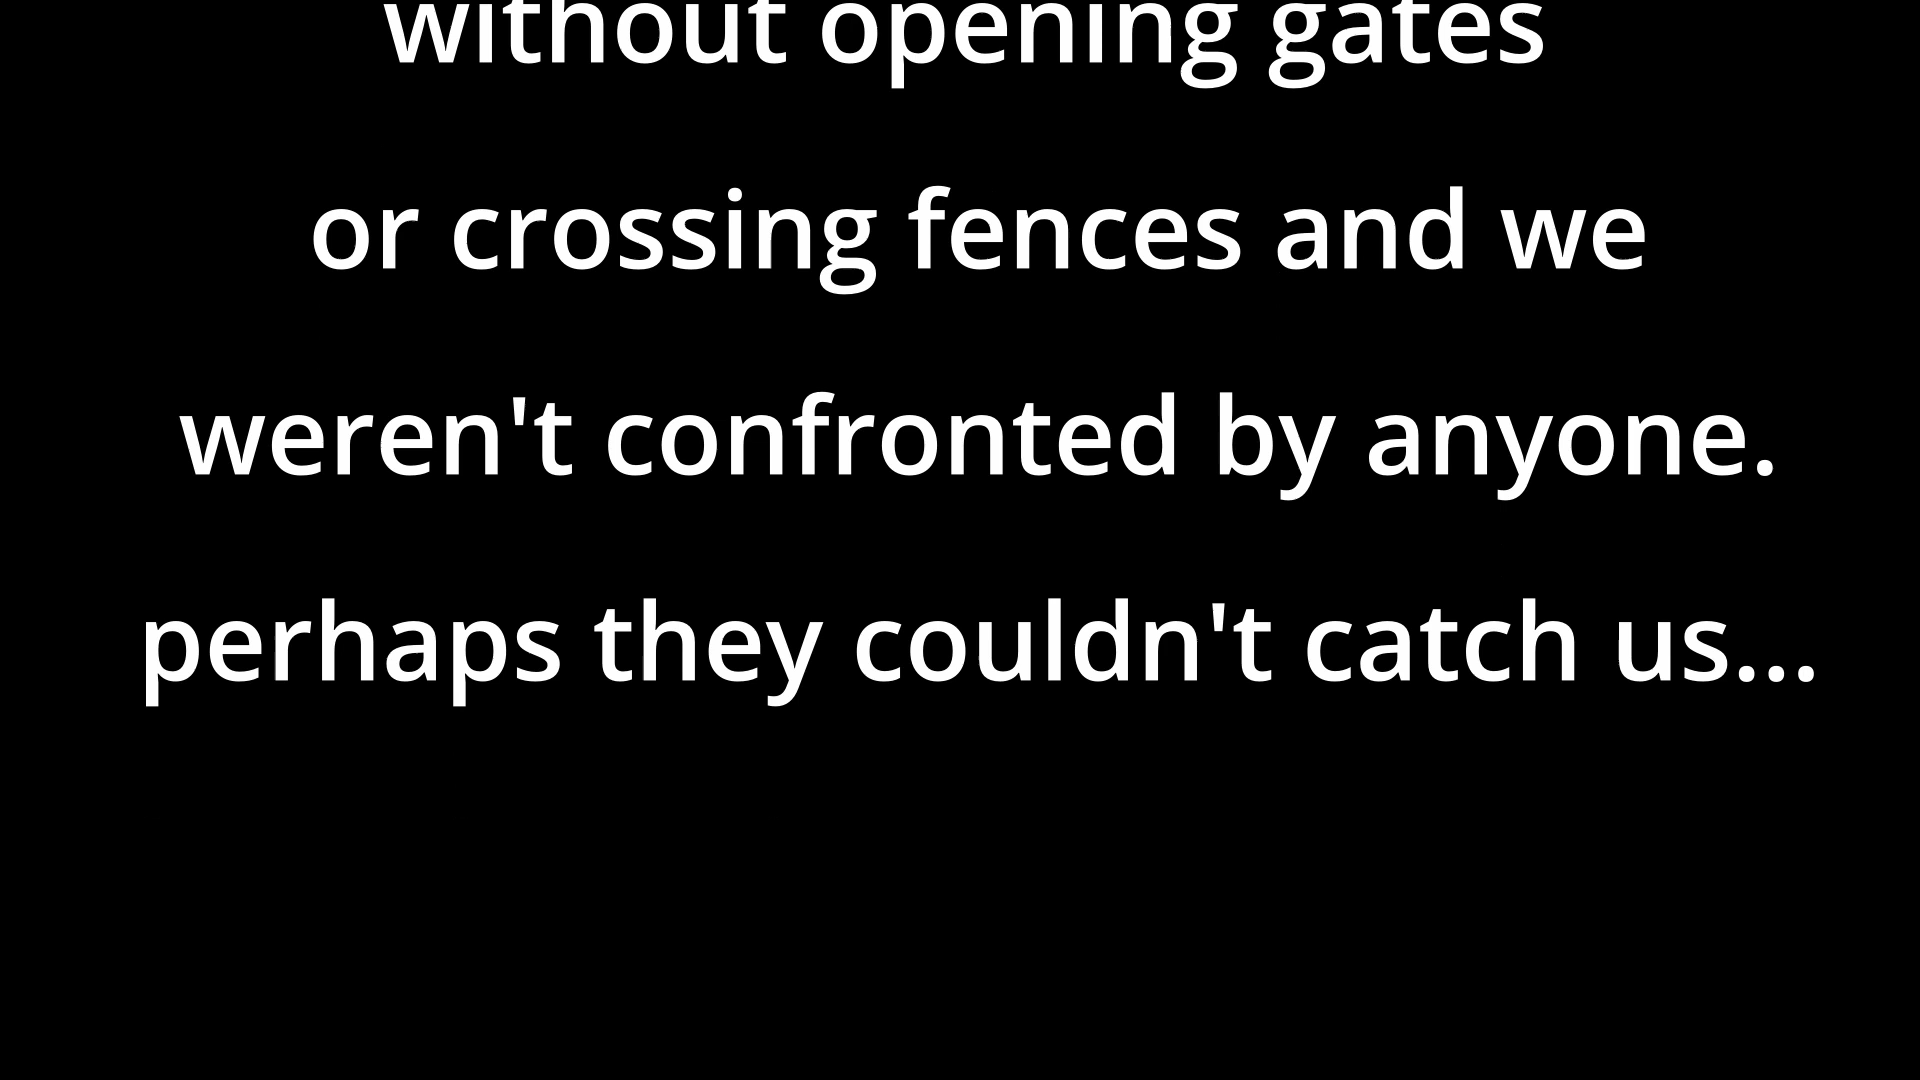 without opening gates
or crossing fences and we
weren't confronted by anyone.
perhaps they couldn't catch us...